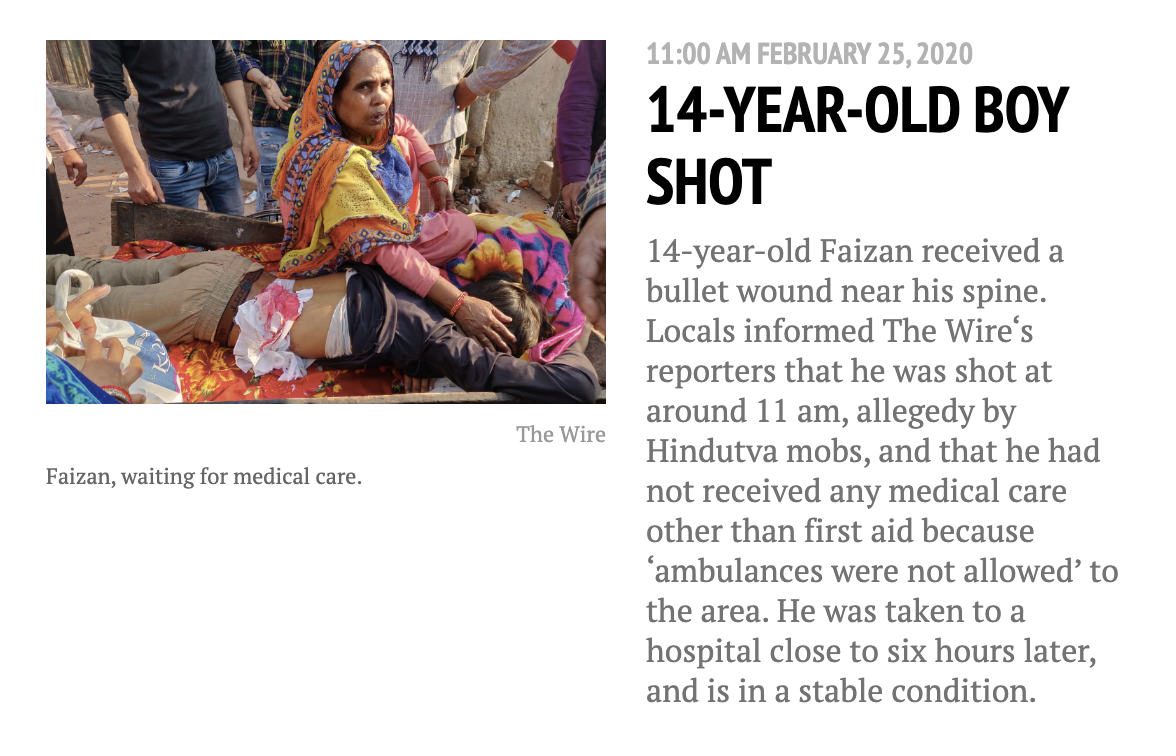 11:00 AM FEBRUARY 25, 2020
14-YEAR-OLD BOY
SHOT
14-year-old Faizan received a
bullet wound near his spine.
Locals informed The Wire‘s
reporters that he was shot at
around 11 am, allegedy by
Hindutva mobs, and that he had
not received any medical care
other than first aid because
‘ambulances were not allowed’ to
the area. He was taken to a
hospital close to six hours later,
and is in a stable condition.
The Wire
Faizan, waiting for medical care.